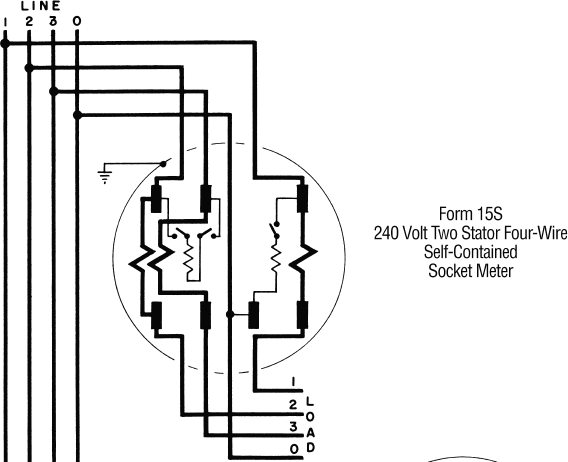 LINE
1 2 3 0
Form 15S
240 Volt Two Stator Four-Wire
Self-Contained
Socket Meter
1
2
3
0
LOAD